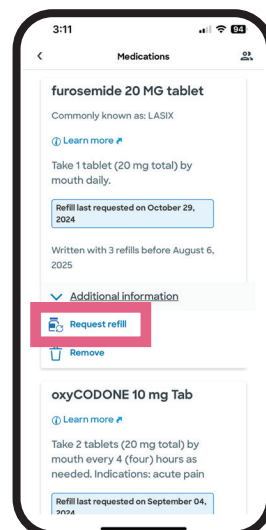 3:11
94
Medications
furosemide 20 MG tablet
Commonly known as: LASIX
Learn more
Take 1 tablet (20 mg total) by
mouth daily.
Refill last requested on October 29,
2024
Written with 3 refills before August 6,
2025
Additional information
Request refill
Remove
oxyCODONE 10 mg Tab
Learn more
Take 2 tablets (20 mg total) by
mouth every 4 (four) hours as
needed. Indications: acute pain
Refill last requested on September 04,
2024